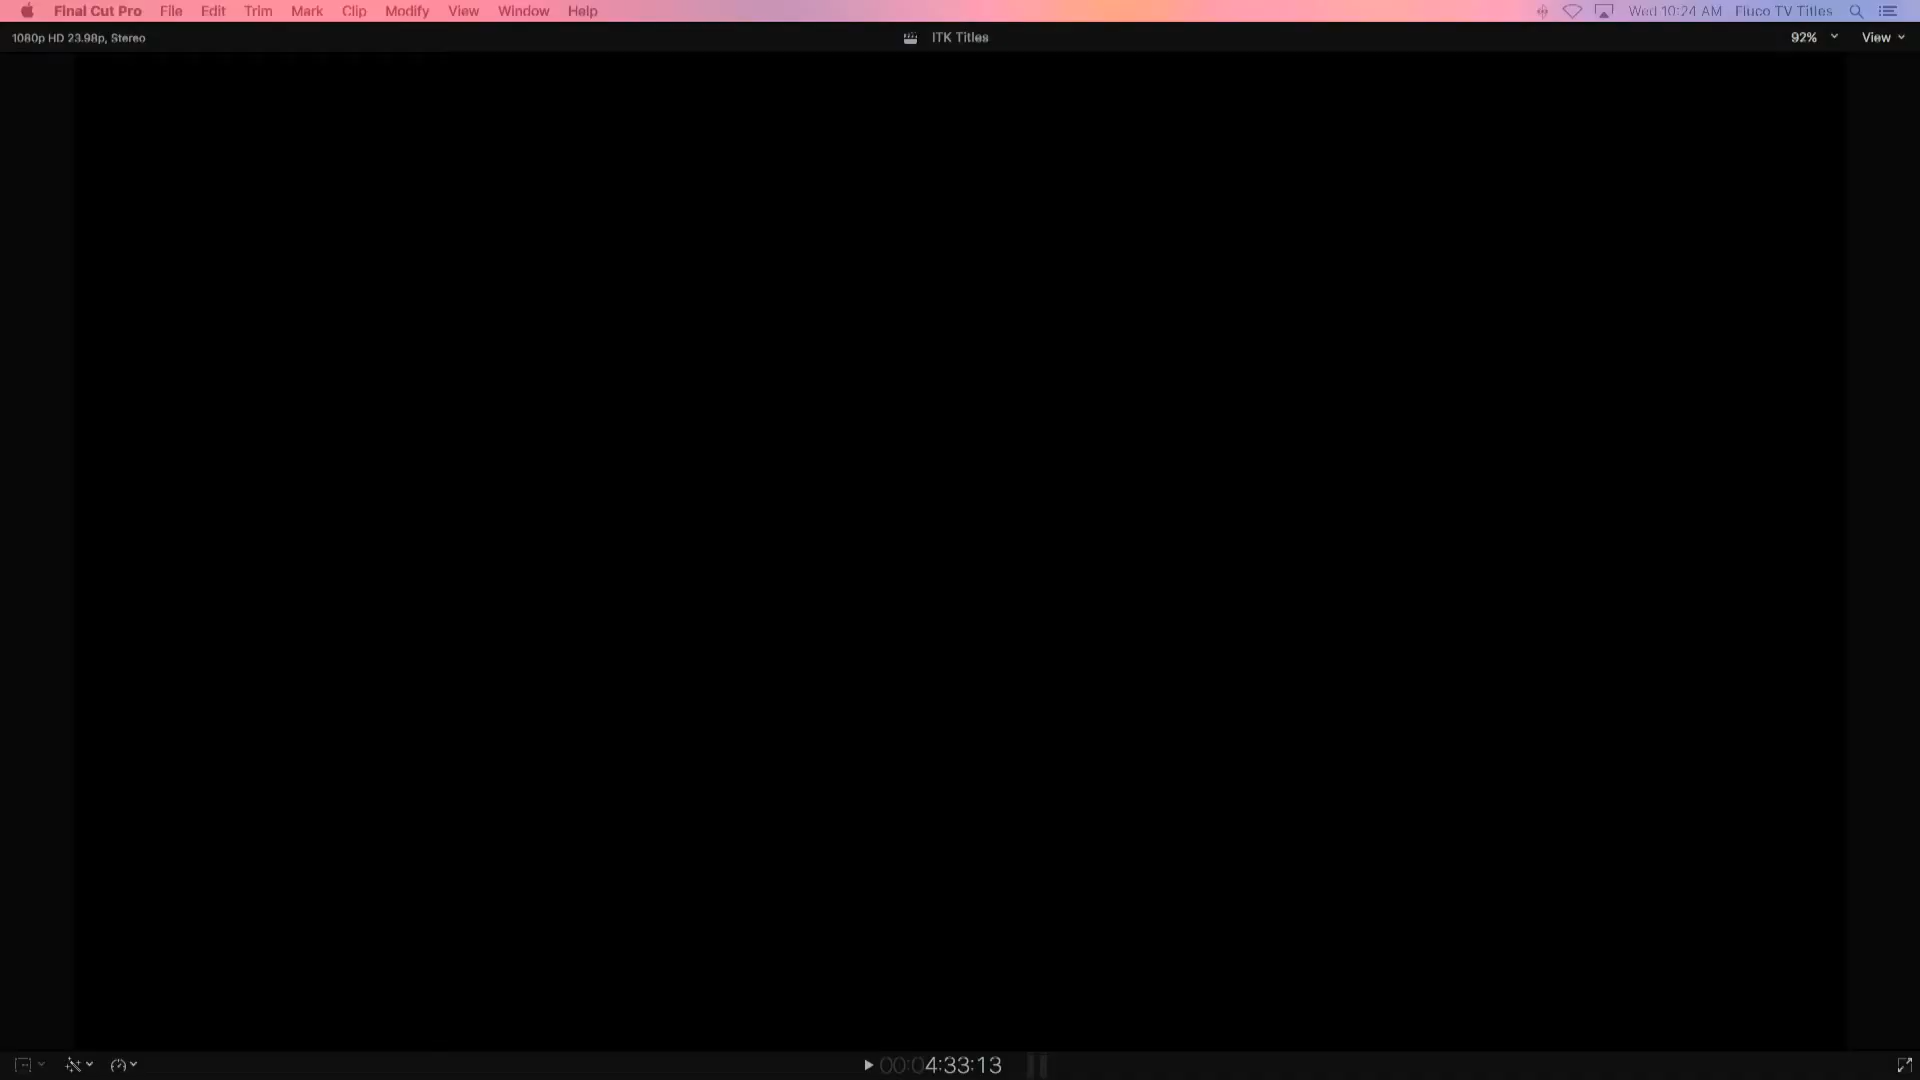 Final Cut Pro File Edit Trim Mark Clip Modify View Window Help Wed 10:24 AM Fluco TV Titles
1080p HD 23.98p, Stereo ITK Titles 92% View
00:04:33:13